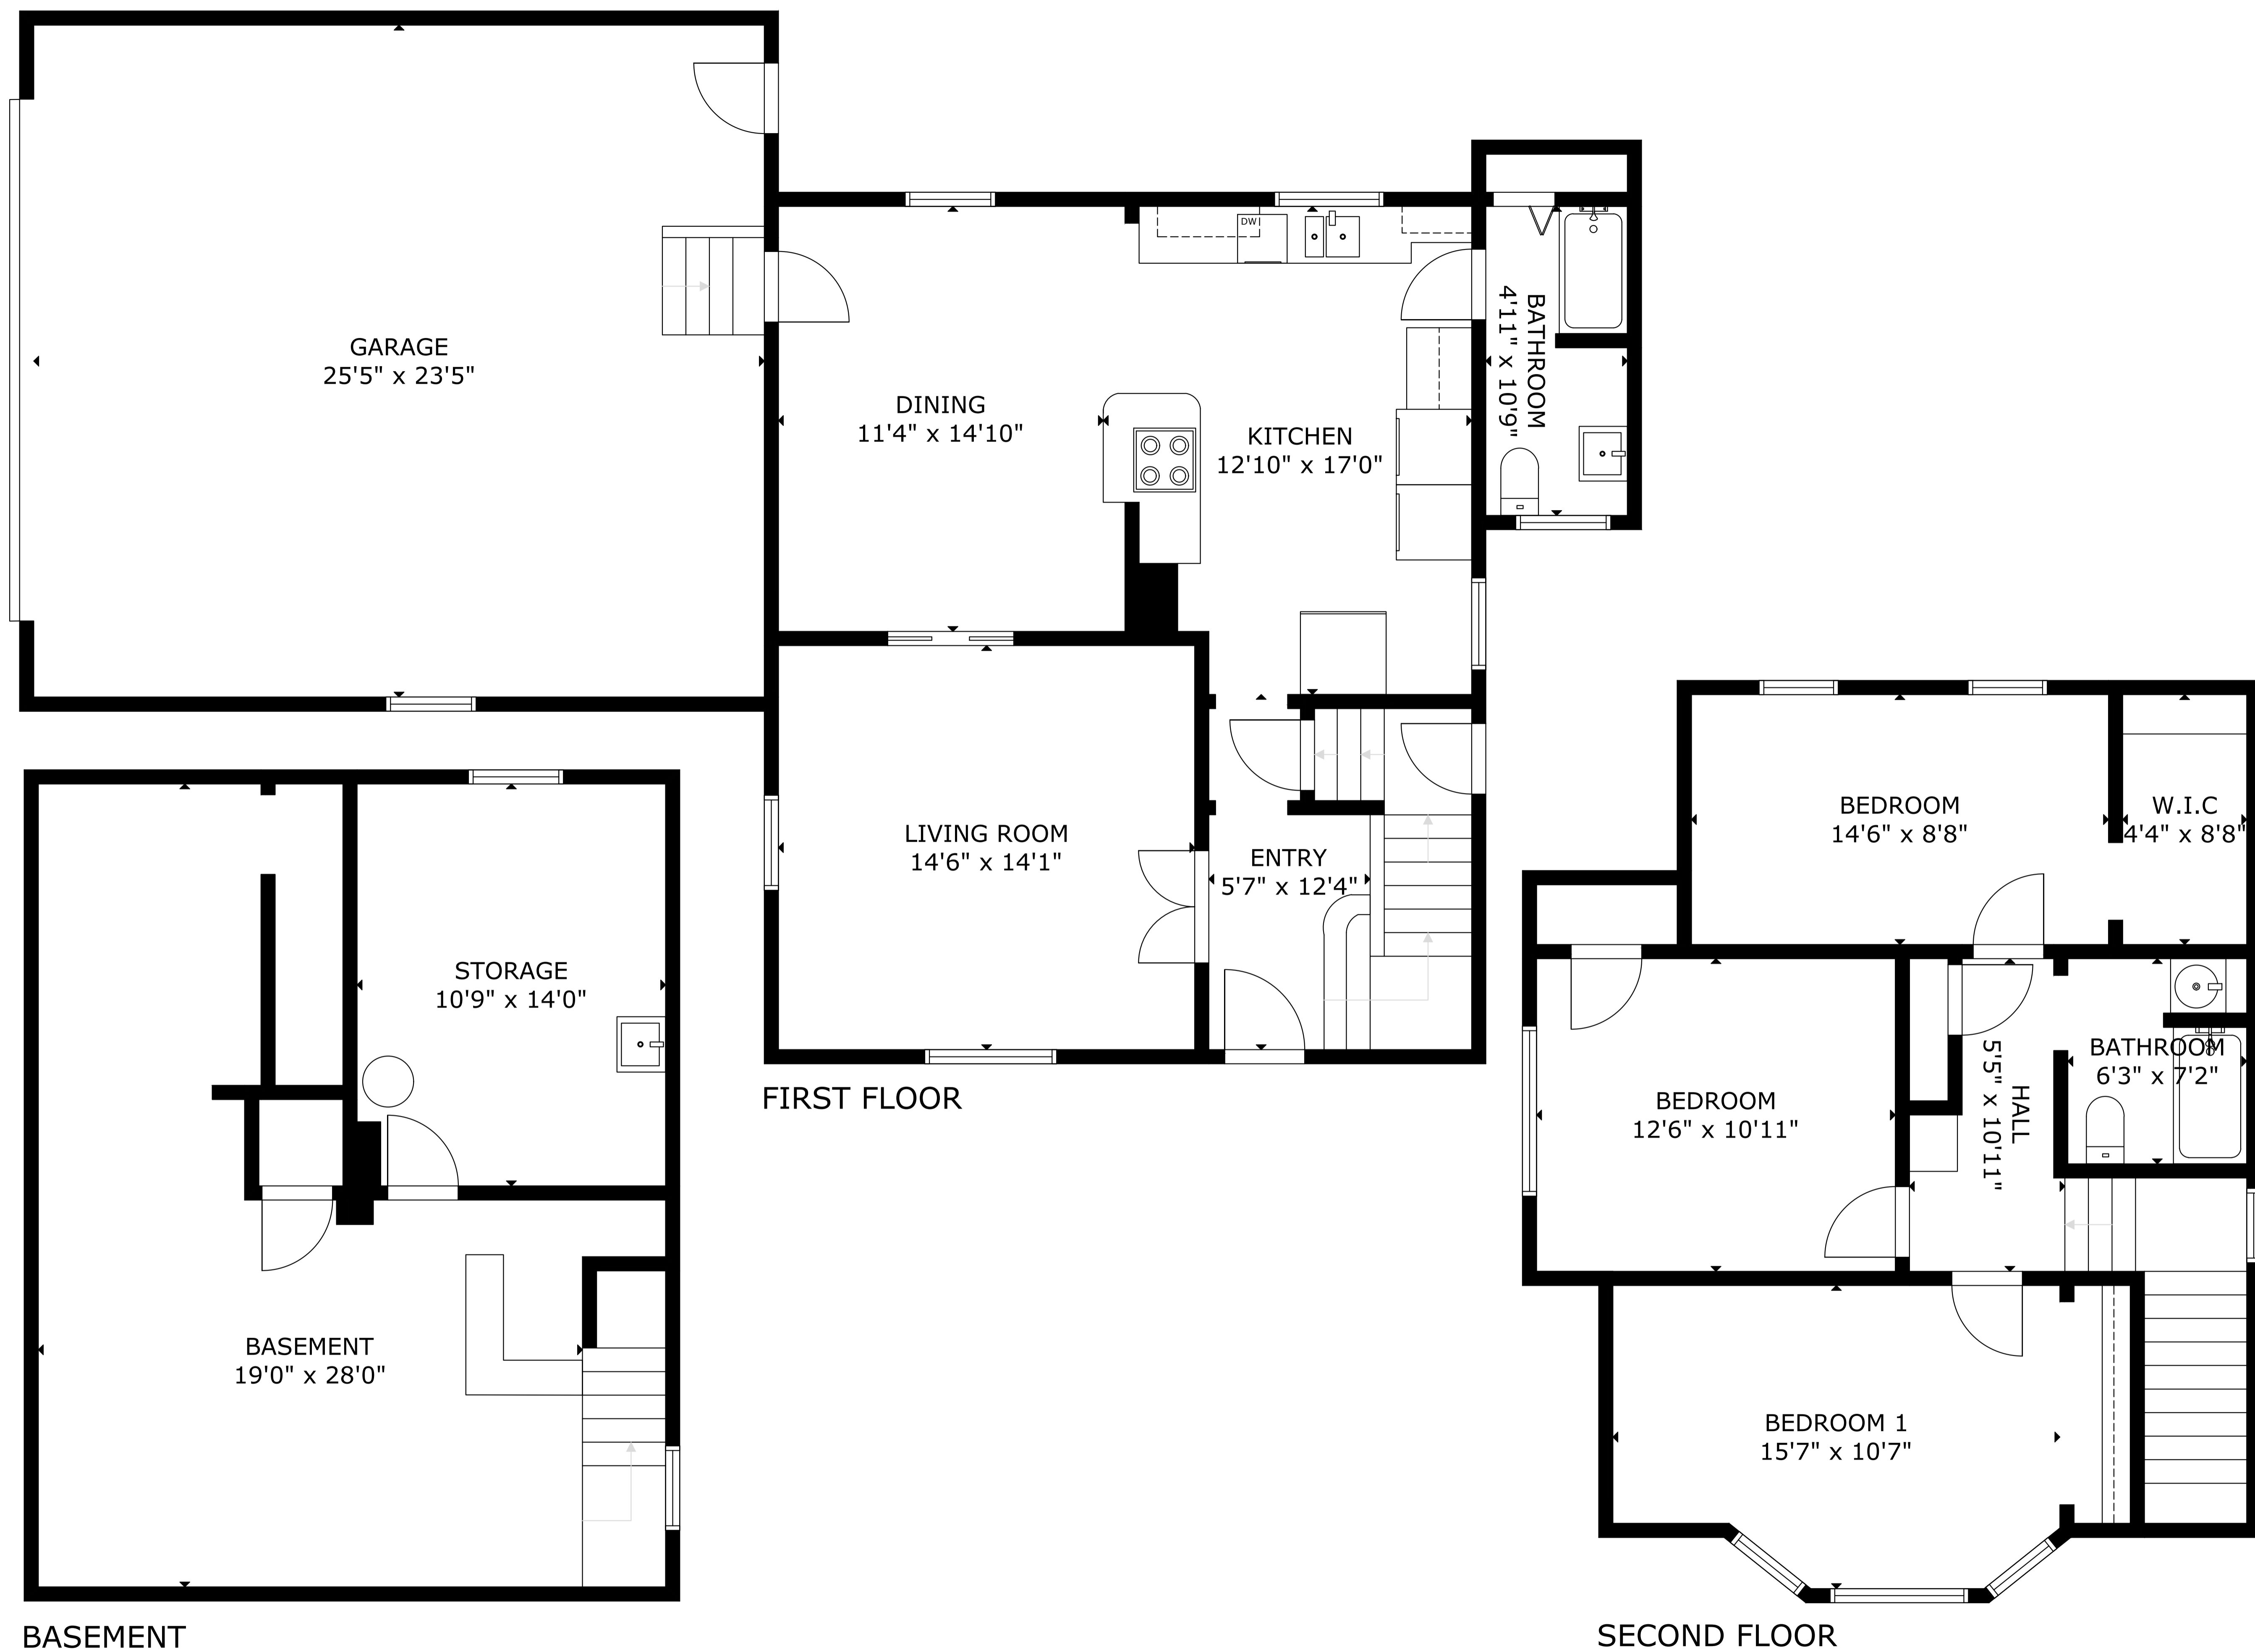 GARAGE
25'5" x 23'5"
DINING
11'4" x 14'10"
DW
KITCHEN
12'10" x 17'0"
BATHROOM
4'11" x 10'9"
LIVING ROOM
14'6" x 14'1"
ENTRY
5'7" x 12'4"
FIRST FLOOR
STORAGE
10'9" x 14'0"
BASEMENT
19'0" x 28'0"
BASEMENT
BEDROOM
14'6" x 8'8"
W.I.C
4'4" x 8'8"
BEDROOM
12'6" x 10'11"
HALL
5'5" x 10'11"
BATHROOM
6'3" x 7'2"
BEDROOM 1
15'7" x 10'7"
SECOND FLOOR